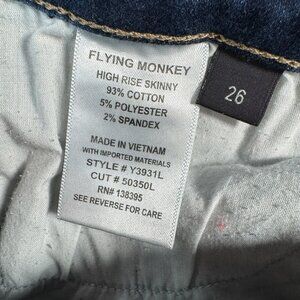 FLYING MONKEY
HIGH RISE SKINNY
93% COTTON
5% POLYESTER
2% SPANDEX
MADE IN VIETNAM
WITH IMPORTED MATERIALS
STYLE # Y3931L
CUT # 50350L
RN# 138395
SEE REVERSE FOR CARE
26